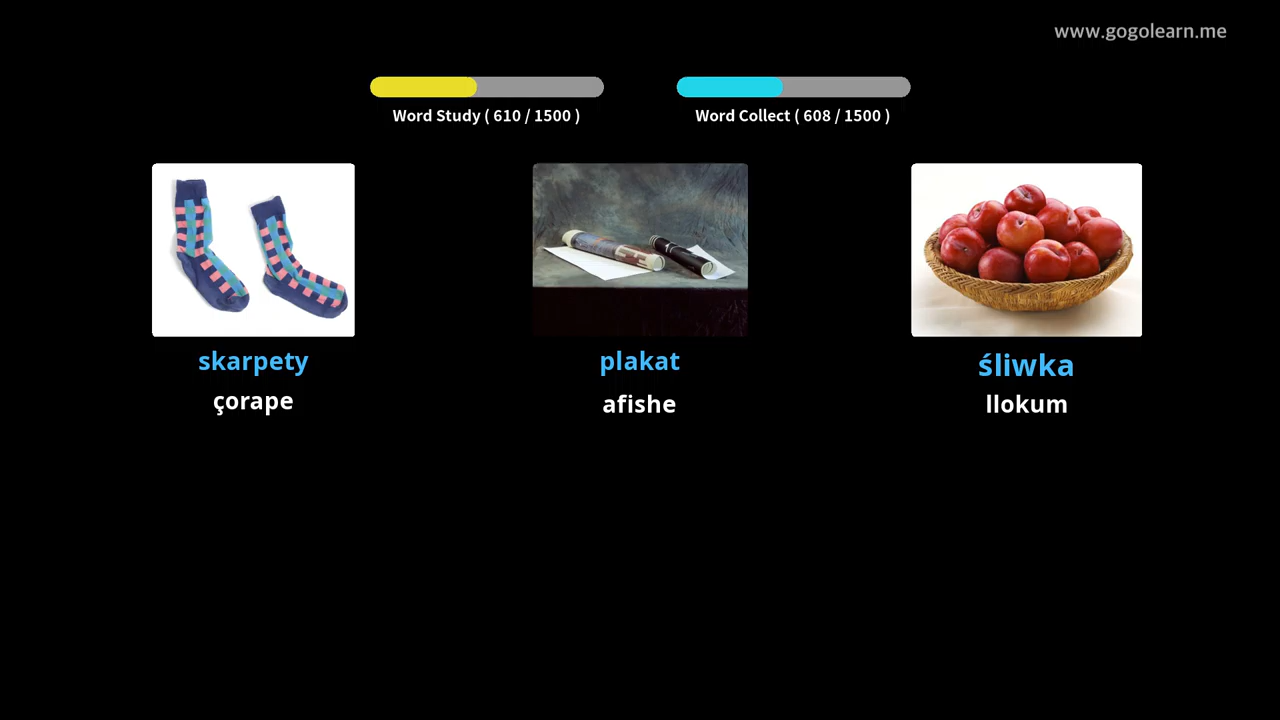 www.gogolearn.me
Word Study ( 610 / 1500 )
Word Collect ( 608 / 1500 )
skarpety
çorape
plakat
afishe
śliwka
llokum